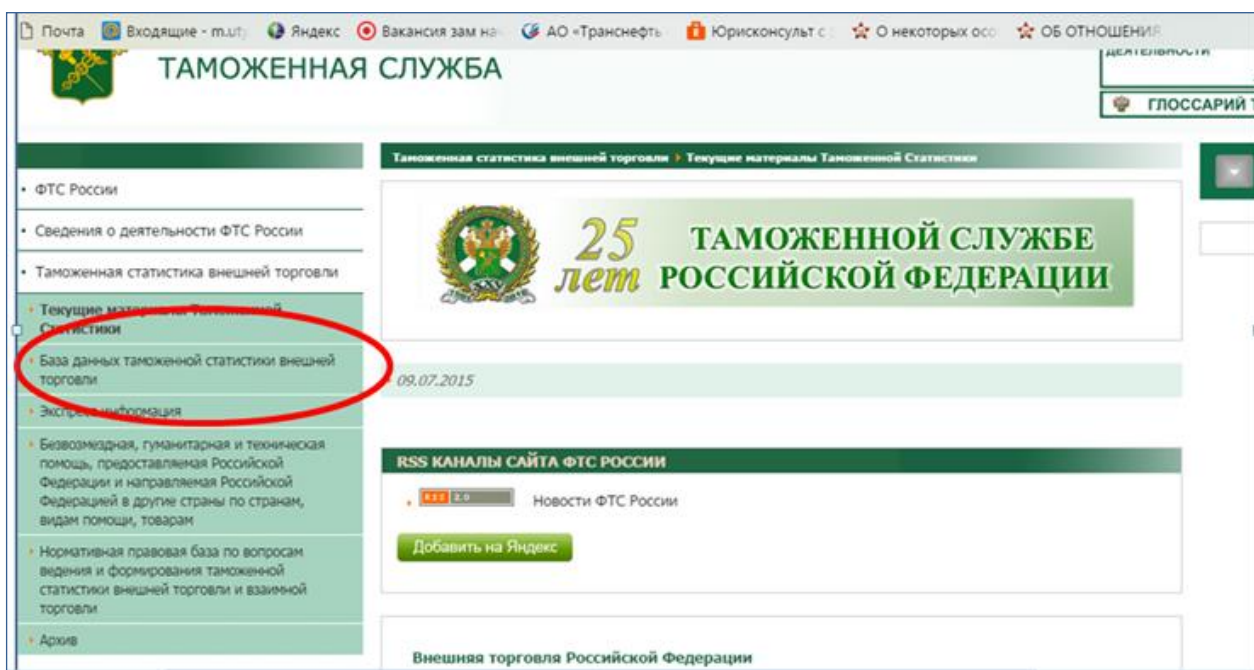 Почта Входящие - m.ut Яндекс Вакансия зам на АО «Транснефть Юрисконсульт с О некоторых осо ОБ ОТНОШЕНИЯ
ТАМОЖЕННАЯ СЛУЖБА
ДЕЯТЕЛЬНОСТИ
ГЛОССАРИЙ
Таможенная статистика внешней торговли Текущие материалы Таможенной Статистики
• ФТС России
• Сведения о деятельности ФТС России
• Таможенная статистика внешней торговли
Текущие материалы Таможенной
Статистики
База данных таможенной статистики внешней
торговли
Экспресс-информация
Безвозмездная, гуманитарная и техническая
помощь, предоставляемая Российской
Федерации и направляемая Российской
Федерацией в другие страны по странам,
видам помощи, товарам
Нормативная правовая база по вопросам
ведения и формирования таможенной
статистики внешней торговли и взаимной
торговли
Архив
25 ТАМОЖЕННОЙ СЛУЖБЕ
лет РОССИЙСКОЙ ФЕДЕРАЦИИ
XXV
09.07.2015
RSS КАНАЛЫ САЙТА ФТС РОССИИ
RSS 2.0 Новости ФТС России
Добавить на Яндекс
Внешняя торговля Российской Федерации